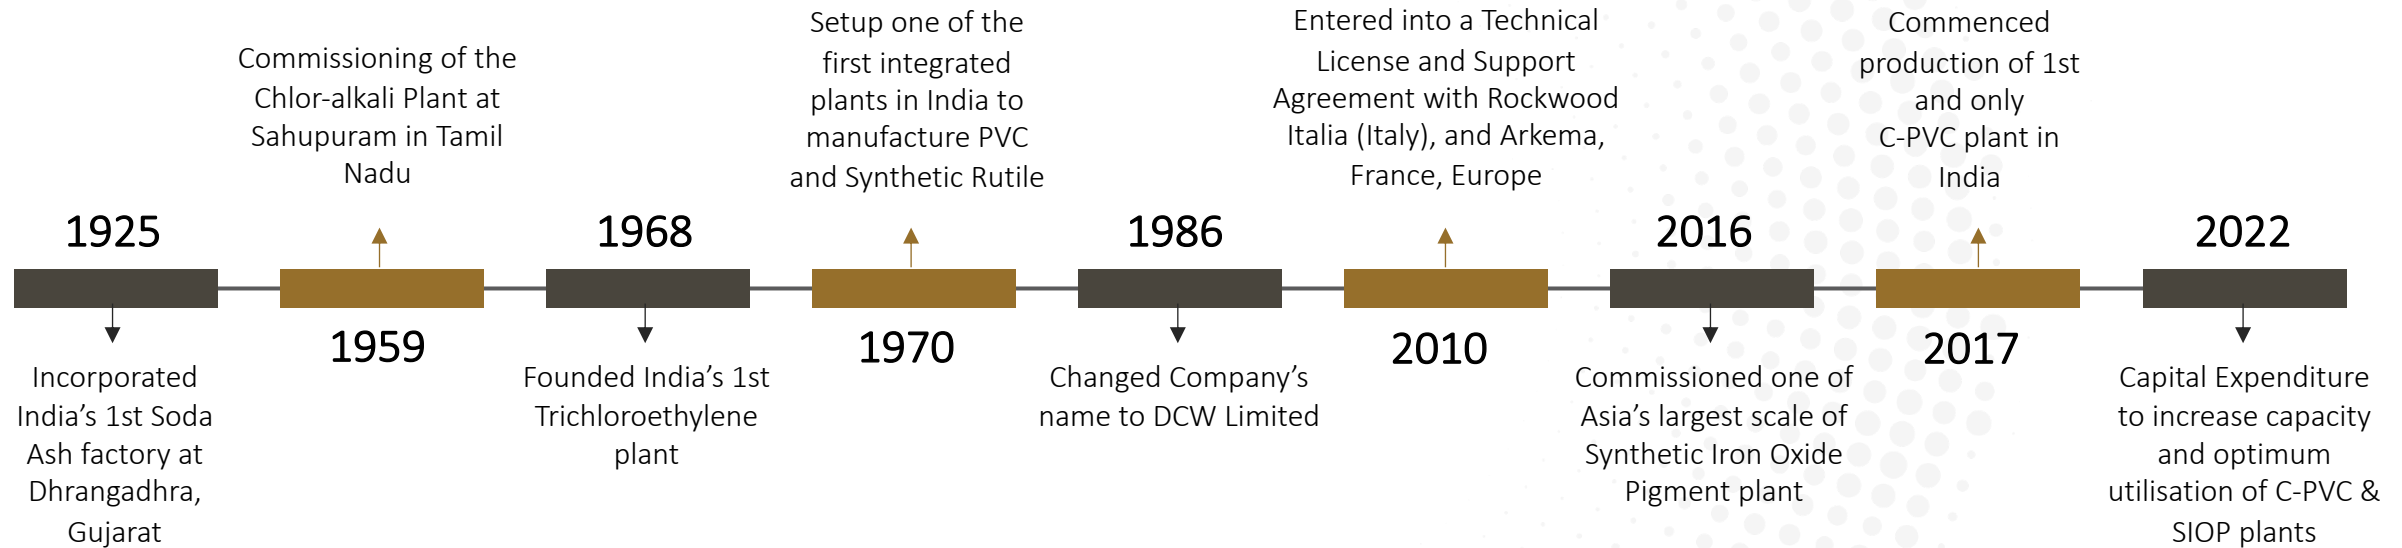 1925
Incorporated
India's 1st Soda
Ash factory at
Dhrangadhra,
Gujarat
Commissioning of the
Chlor-alkali Plant at
Sahupuram in Tamil
Nadu
1959
1968
Founded India's 1st
Trichloroethylene
plant
Setup one of the
first integrated
plants in India to
manufacture PVC
and Synthetic Rutile
1970
1986
Changed Company's
name to DCW Limited
Entered into a Technical
License and Support
Agreement with Rockwood
Italia (Italy), and Arkema,
France, Europe
2010
2016
Commissioned one of
Asia's largest scale of
Synthetic Iron Oxide
Pigment plant
Commenced
production of 1st
and only
C-PVC plant in
India
2017
2022
Capital Expenditure
to increase capacity
and optimum
utilisation of C-PVC &
SIOP plants